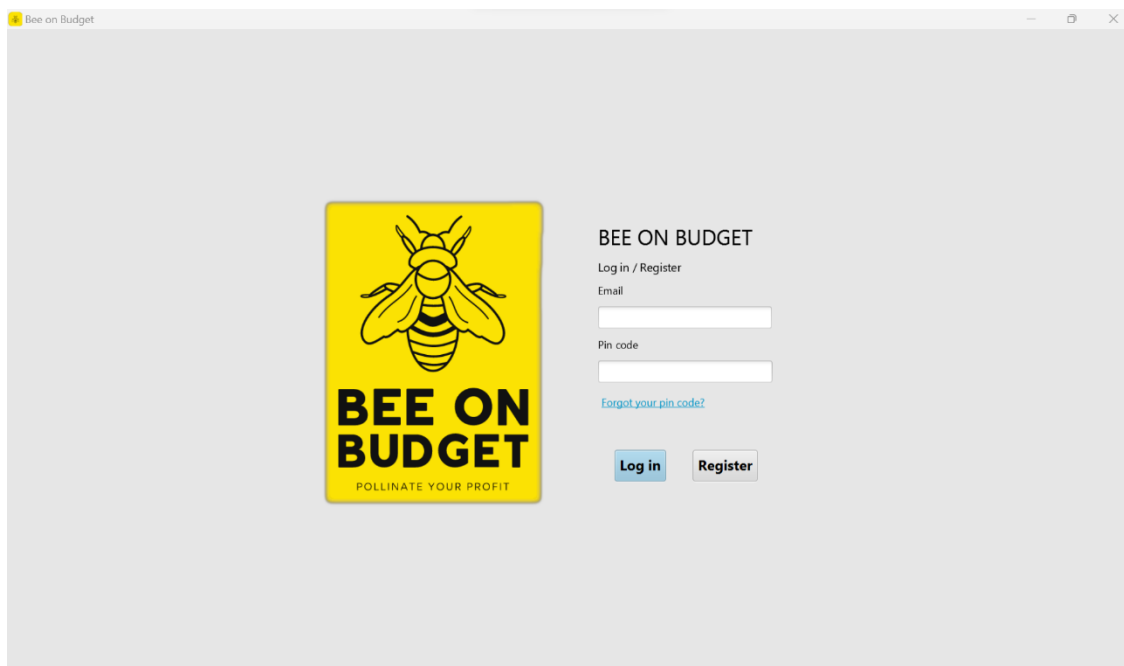 Bee on Budget
BEE ON
BUDGET
POLLINATE YOUR PROFIT
BEE ON BUDGET
Log in / Register
Email
Pin code
Forgot your pin code?
Log in
Register